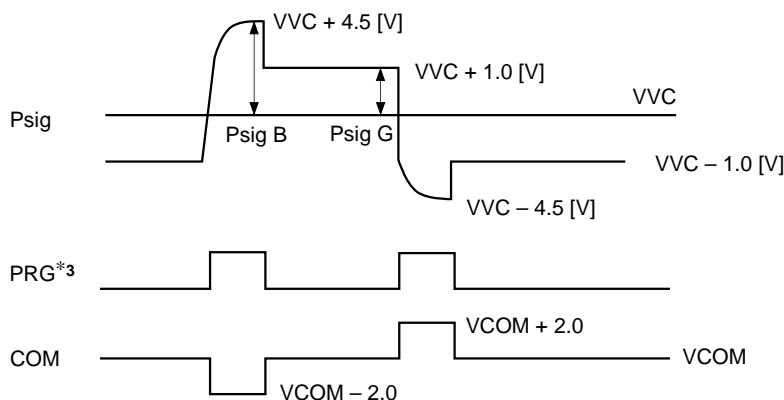 VVC + 4.5 [V]
VVC + 1.0 [V]
VVC
Psig
Psig B
Psig G
VVC – 1.0 [V]
VVC – 4.5 [V]
PRG*3
VCOM + 2.0
COM
VCOM
VCOM – 2.0